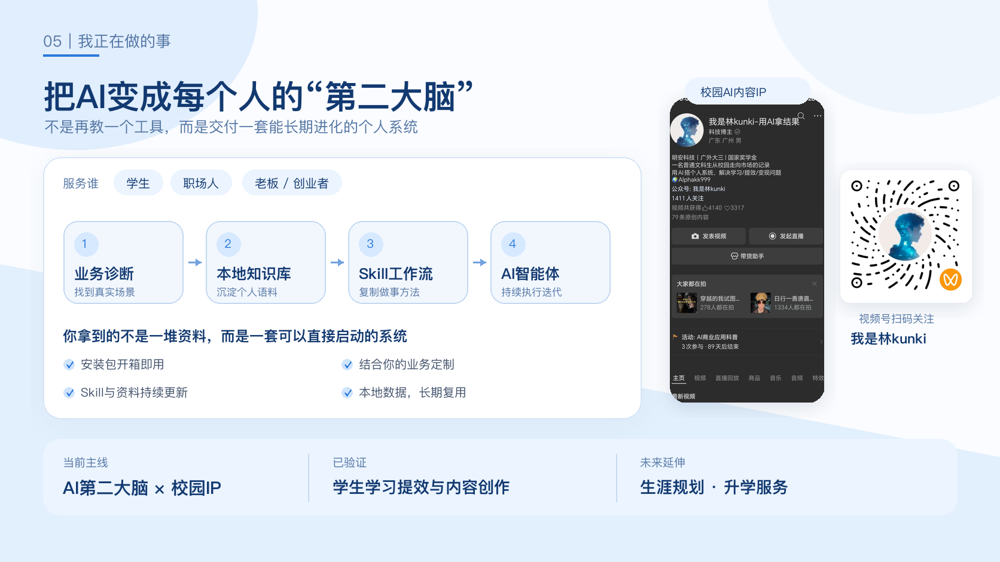 05｜我正在做的事
把AI变成每个人的“第二大脑”
不是再教一个工具，而是交付一套能长期进化的个人系统
服务谁
学生
职场人
老板 / 创业者
1
业务诊断
找到真实场景
2
本地知识库
沉淀个人语料
3
Skill工作流
复制做事方法
4
AI智能体
持续执行迭代
你拿到的不是一堆资料，而是一套可以直接启动的系统
安装包开箱即用
结合你的业务定制
Skill与资料持续更新
本地数据，长期复用
校园AI内容IP
我是林kunki-用AI拿结果
科技博主
广东 广州 男
明安科技｜广外大三｜国家奖学金
一名普通文科生从校园走向市场的记录
用AI搭个人系统，解决学习/提效/变现问题
Alphakk999
公众号: 我是林kunki
1411人关注
视频共获得4140 3317
79条原创内容
发表视频
发起直播
带货助手
大家都在拍
穿越的我试图...
278人都在拍
日行一善唐嘉...
1334人都在拍
活动: AI商业应用科普
3次参与 · 89天后结束
主页 视频 直播回放 商品 音乐 音频 特效
最新视频
视频号扫码关注
我是林kunki
当前主线
AI第二大脑 × 校园IP
已验证
学生学习提效与内容创作
未来延伸
生涯规划 · 升学服务